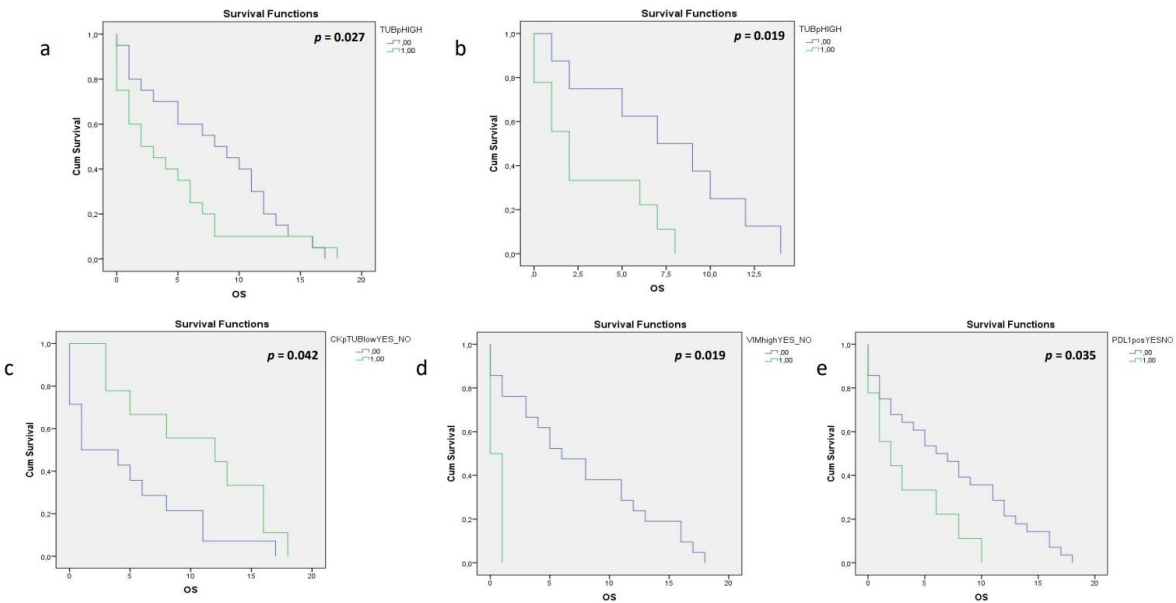 a
Survival Functions
p = 0.027
TUBpHIGH
,00
1,00
Cum Survival
1,0
0,8
0,6
0,4
0,2
0,0
0 5 10 15 20
OS
b
Survival Functions
p = 0.019
TUBpHIGH
,00
1,00
Cum Survival
1,0
0,8
0,6
0,4
0,2
0,0
,0 2,5 5,0 7,5 10,0 12,5
OS
c
Survival Functions
p = 0.042
CKpTUBlowYES_NO
,00
1,00
Cum Survival
1,0
0,8
0,6
0,4
0,2
0,0
0 5 10 15 20
OS
d
Survival Functions
p = 0.019
VIMhighYES_NO
,00
1,00
Cum Survival
1,0
0,8
0,6
0,4
0,2
0,0
0 5 10 15 20
OS
e
Survival Functions
p = 0.035
PDL1posYESNO
,00
1,00
Cum Survival
1,0
0,8
0,6
0,4
0,2
0,0
0 5 10 15 20
OS